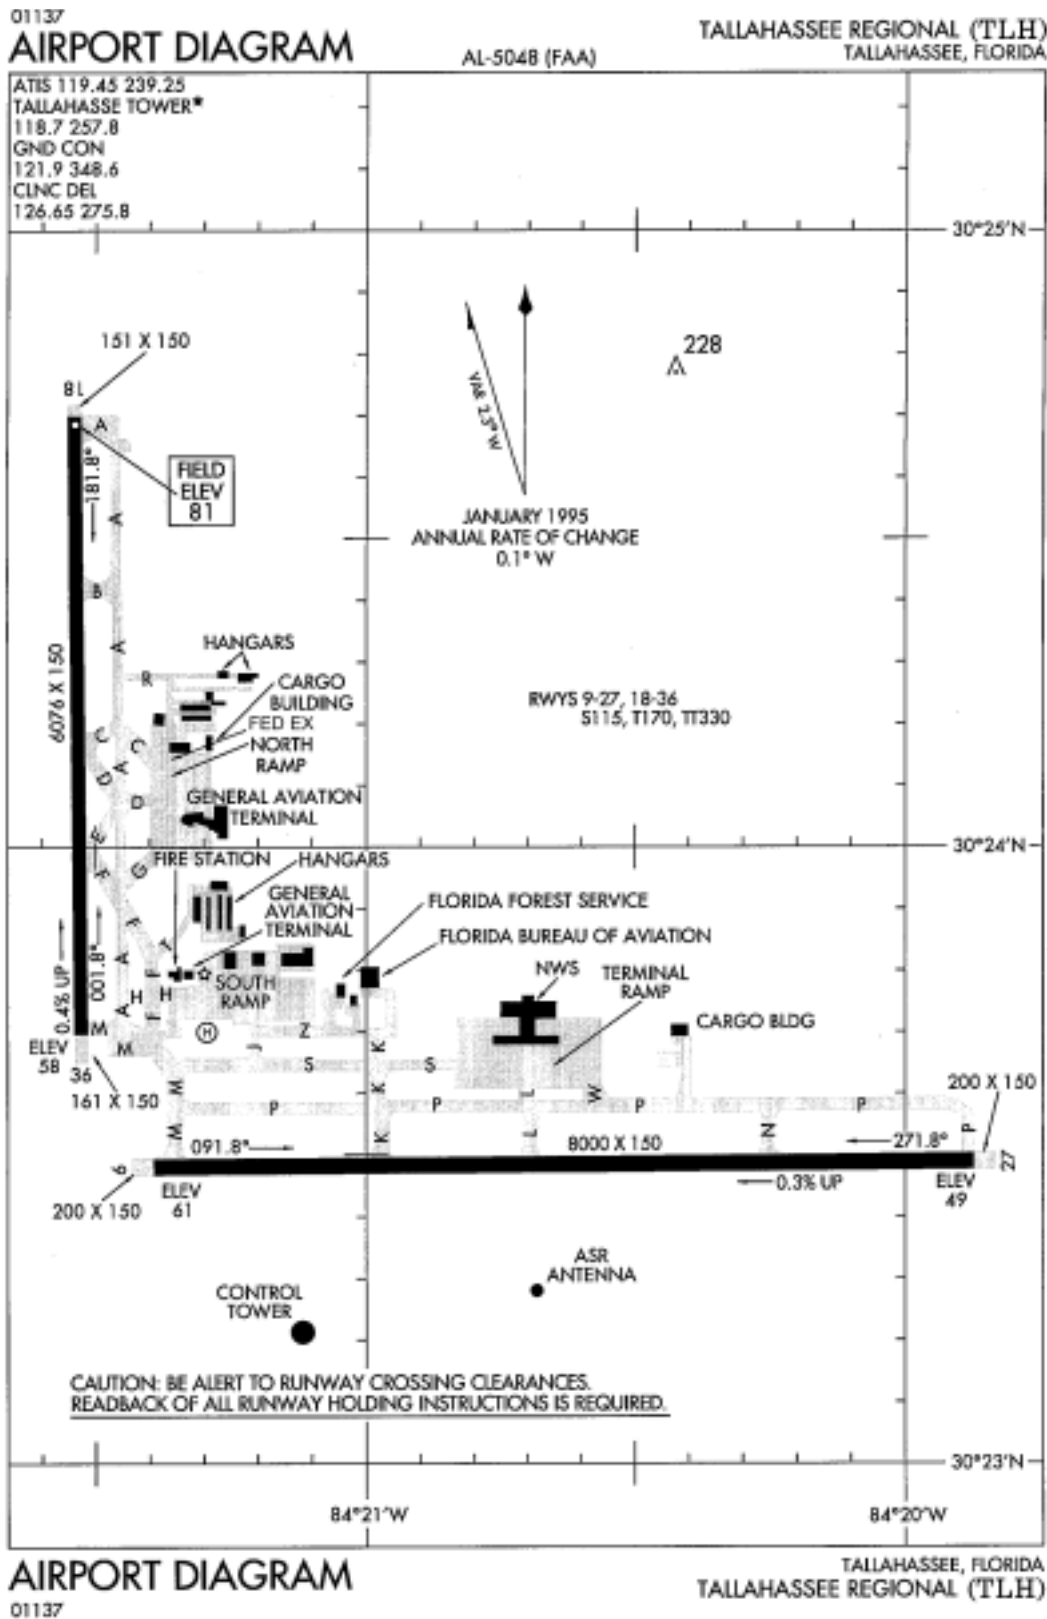 01137
AIRPORT DIAGRAM
AL-5048 (FAA)
TALLAHASSEE REGIONAL (TLH)
TALLAHASSEE, FLORIDA
ATIS 119.45 239.25
TALLAHASSE TOWER*
118.7 257.8
GND CON
121.9 348.6
CLNC DEL
126.65 275.8
30°25'N
151 X 150
18
A
181.8°
FIELD
ELEV
81
228
VAR 2.5° W
JANUARY 1995
ANNUAL RATE OF CHANGE
0.1° W
A
B
A
6076 X 150
HANGARS
R
CARGO
BUILDING
FED EX
NORTH
RAMP
RWYS 9-27, 18-36
S115, T170, TT330
C
C
A
D
D
GENERAL AVIATION
TERMINAL
E
30°24'N
FIRE STATION
HANGARS
F
G
GENERAL
AVIATION
TERMINAL
FLORIDA FOREST SERVICE
FLORIDA BUREAU OF AVIATION
F
T
A
0.4% UP
001.8°
H
H
A
SOUTH
RAMP
NWS
TERMINAL
RAMP
CARGO BLDG
M
H
Z
J
K
ELEV
58
36
M
S
S
161 X 150
M
K
L
W
200 X 150
P
P
P
P
M
K
L
N
P
091.8°
8000 X 150
271.8°
9
27
ELEV
61
0.3% UP
ELEV
49
200 X 150
ASR
ANTENNA
CONTROL
TOWER
CAUTION: BE ALERT TO RUNWAY CROSSING CLEARANCES.
READBACK OF ALL RUNWAY HOLDING INSTRUCTIONS IS REQUIRED.
30°23'N
84°21'W
84°20'W
AIRPORT DIAGRAM
01137
TALLAHASSEE, FLORIDA
TALLAHASSEE REGIONAL (TLH)